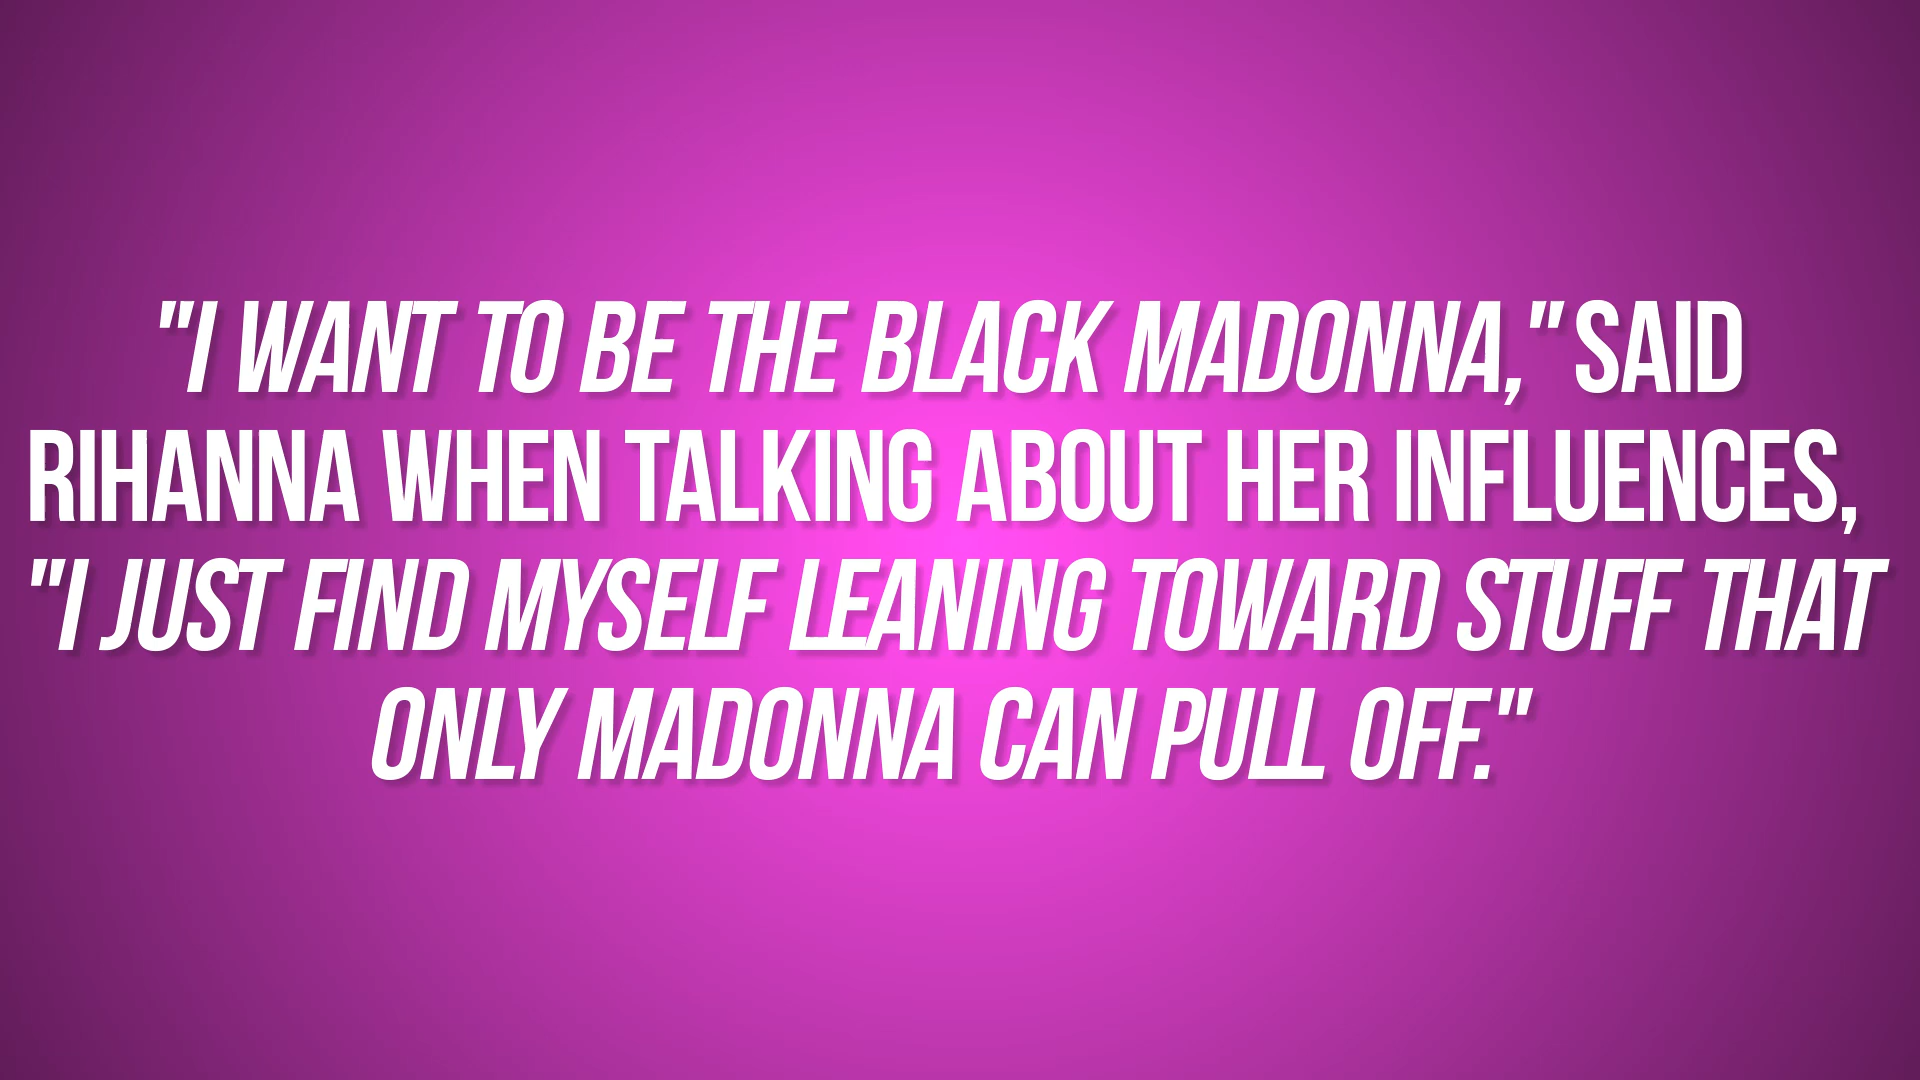 "I WANT TO BE THE BLACK MADONNA," SAID
RIHANNA WHEN TALKING ABOUT HER INFLUENCES,
"I JUST FIND MYSELF LEANING TOWARD STUFF THAT
ONLY MADONNA CAN PULL OFF."